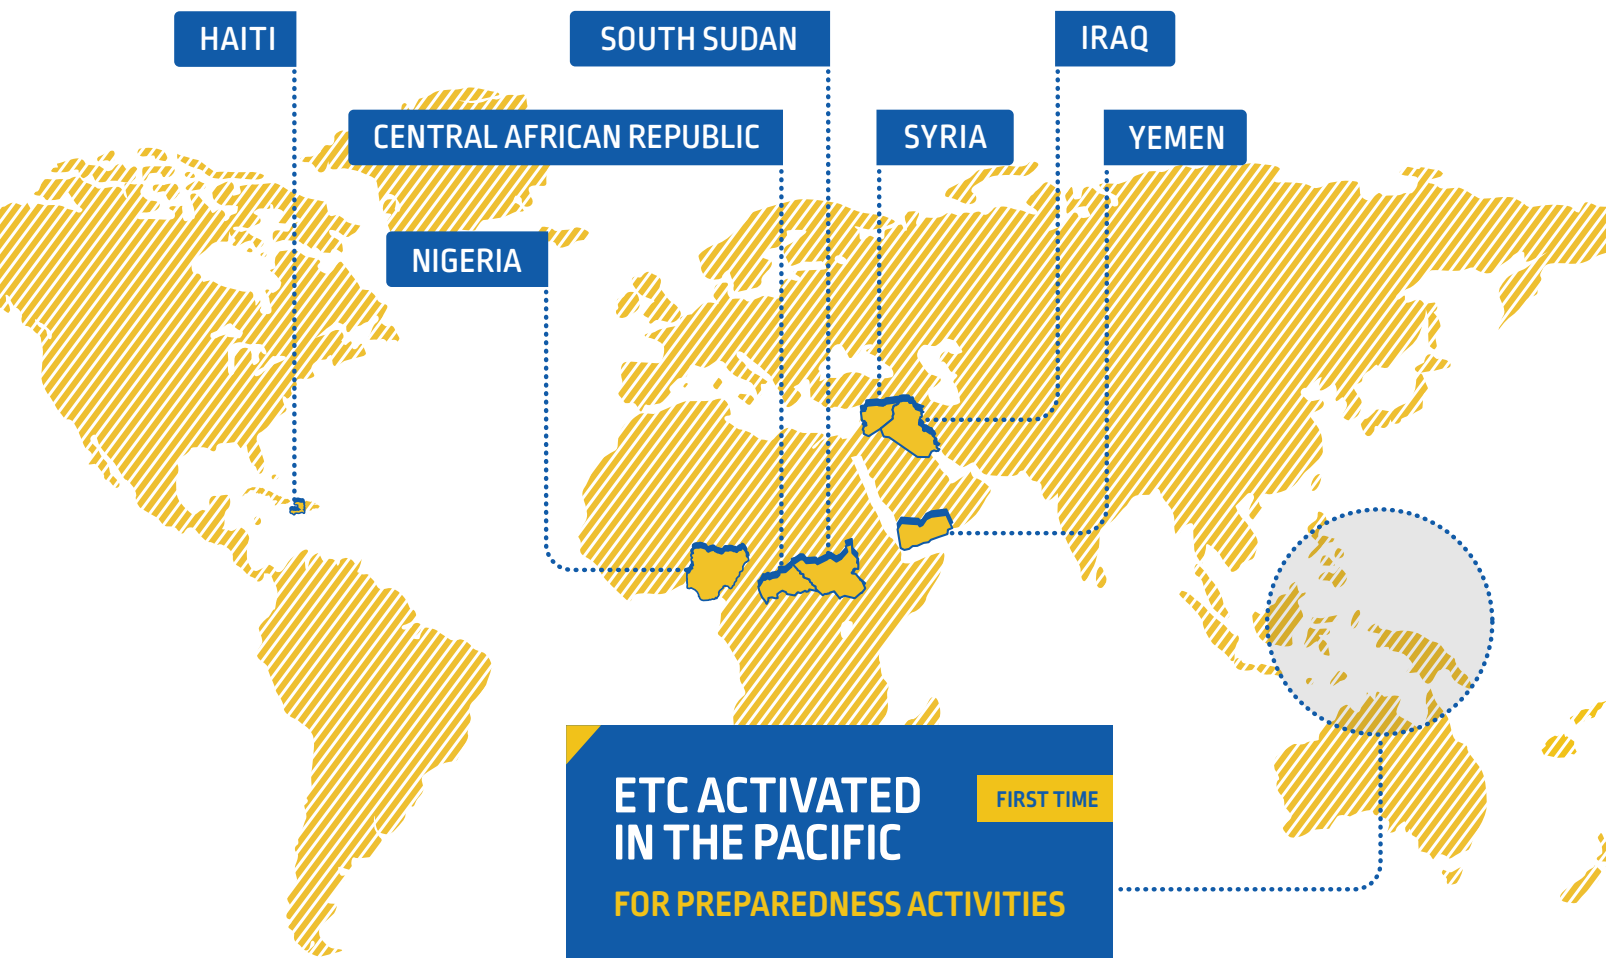 HAITI
SOUTH SUDAN
IRAQ
CENTRAL AFRICAN REPUBLIC
SYRIA
YEMEN
NIGERIA
ETC ACTIVATED
IN THE PACIFIC
FIRST TIME
FOR PREPAREDNESS ACTIVITIES